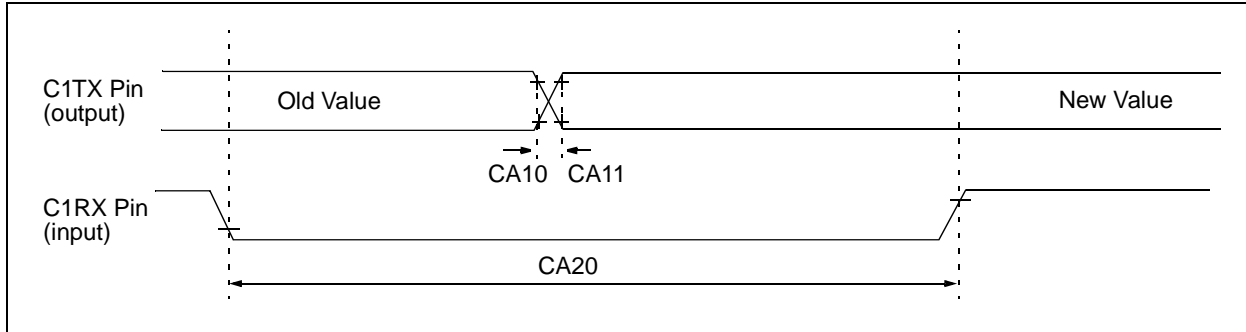 C1TX Pin
(output)
Old Value
New Value
CA10 CA11
C1RX Pin
(input)
CA20